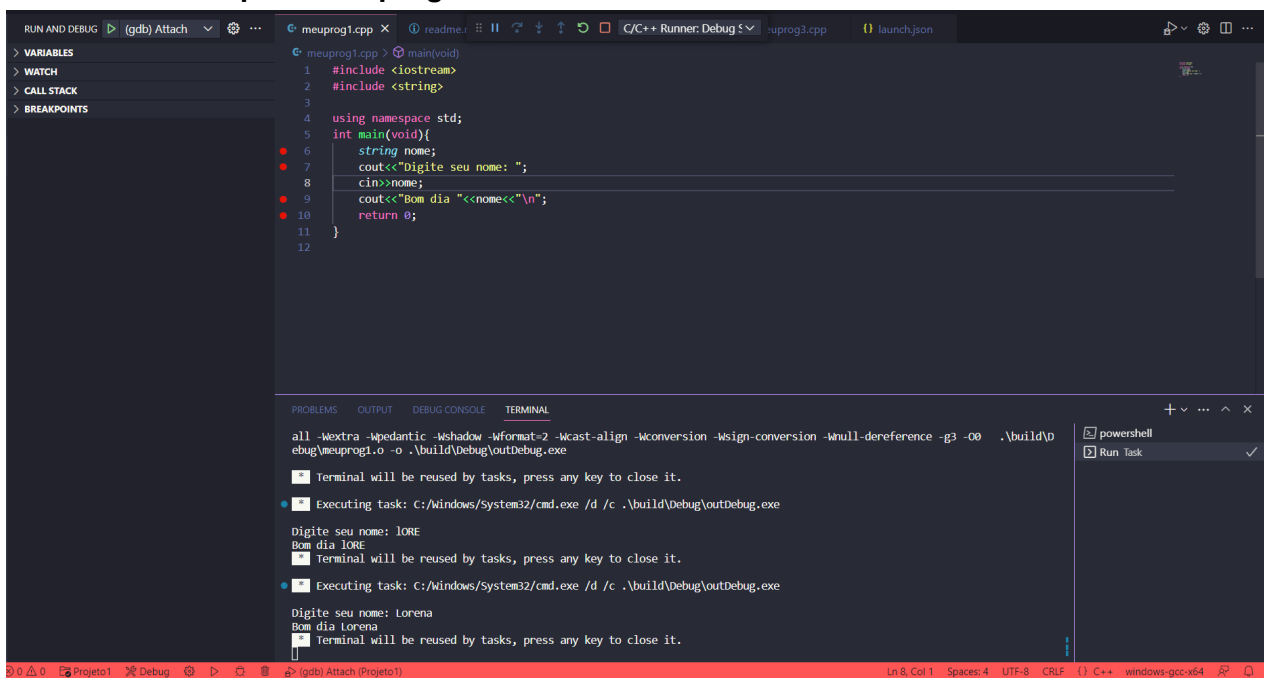 RUN AND DEBUG (gdb) Attach
meuprog1.cpp readme. C/C++ Runner: Debug S uprog3.cpp {} launch.json
VARIABLES
WATCH
CALL STACK
BREAKPOINTS
meuprog1.cpp > main(void)
1 #include <iostream>
2 #include <string>
3
4 using namespace std;
5 int main(void){
6 string nome;
7 cout<<"Digite seu nome: ";
8 cin>>nome;
9 cout<<"Bom dia "<<nome<<"\n";
10 return 0;
11 }
12
PROBLEMS OUTPUT DEBUG CONSOLE TERMINAL
all -Wextra -Wpedantic -Wshadow -Wformat=2 -Wcast-align -Wconversion -Wsign-conversion -Wnull-dereference -g3 -O0 .\build\D
ebug\meuprog1.o -o .\build\Debug\outDebug.exe
* Terminal will be reused by tasks, press any key to close it.
* Executing task: C:/Windows/System32/cmd.exe /d /c .\build\Debug\outDebug.exe
Digite seu nome: lORE
Bom dia lORE
* Terminal will be reused by tasks, press any key to close it.
* Executing task: C:/Windows/System32/cmd.exe /d /c .\build\Debug\outDebug.exe
Digite seu nome: Lorena
Bom dia Lorena
* Terminal will be reused by tasks, press any key to close it.
powershell
Run Task
0 0 Projeto1 Debug (gdb) Attach (Projeto1) Ln 8, Col 1 Spaces: 4 UTF-8 CRLF {} C++ windows-gcc-x64